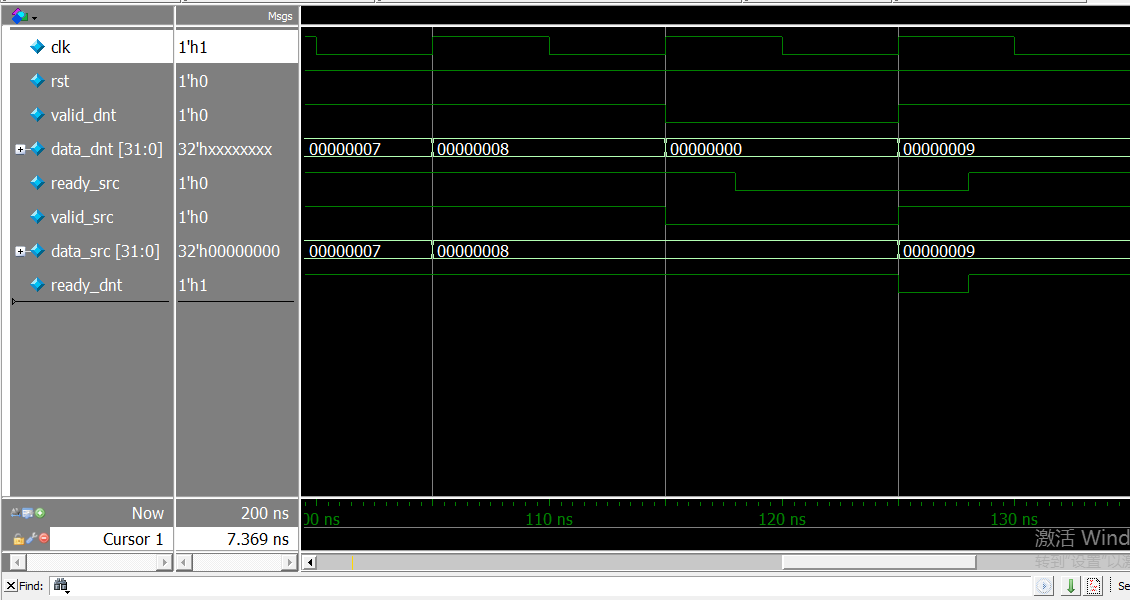 Msgs
clk 1'h1
rst 1'h0
valid_dnt 1'h0
data_dnt [31:0] 32'hxxxxxxxx 00000007 00000008 00000000 00000009
ready_src 1'h0
valid_src 1'h0
data_src [31:0] 32'h00000000 00000007 00000008 00000009
ready_dnt 1'h1
Now 200 ns 00 ns 110 ns 120 ns 130 ns
Cursor 1 7.369 ns
激活 Wind
转到"设置"以激
Find: Se